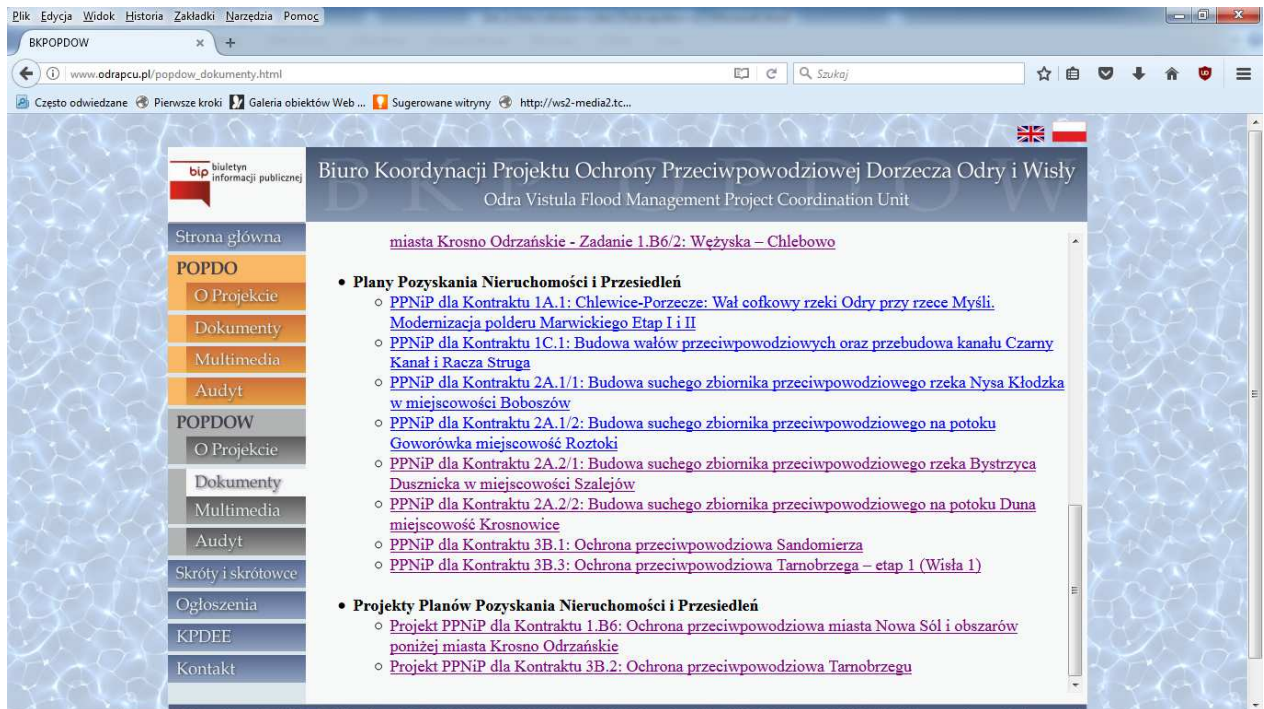 Plik Edycja Widok Historia Zakładki Narzędzia Pomoc
BKPOPDOW
www.odrapcu.pl/popdow_dokumenty.html
Szukaj
Często odwiedzane Pierwsze kroki Galeria obiektów Web ... Sugerowane witryny http://ws2-media2.tc...
bip biuletyn
informacji publicznej
Biuro Koordynacji Projektu Ochrony Przeciwpowodziowej Dorzecza Odry i Wisły
Odra Vistula Flood Management Project Coordination Unit
Strona główna
POPDO
O Projekcie
Dokumenty
Multimedia
Audyt
POPDOW
O Projekcie
Dokumenty
Multimedia
Audyt
Skróty i skrótowce
Ogłoszenia
KPDEE
Kontakt
miasta Krosno Odrzańskie - Zadanie 1.B6/2: Wężyska – Chlebowo
• Plany Pozyskania Nieruchomości i Przesiedleń
○ PPNiP dla Kontraktu 1A.1: Chlewice-Porzecze: Wał cofkowy rzeki Odry przy rzece Myśli.
Modernizacja polderu Marwickiego Etap I i II
○ PPNiP dla Kontraktu 1C.1: Budowa wałów przeciwpowodziowych oraz przebudowa kanału Czarny
Kanał i Racza Struga
○ PPNiP dla Kontraktu 2A.1/1: Budowa suchego zbiornika przeciwpowodziowego rzeka Nysa Kłodzka
w miejscowości Boboszów
○ PPNiP dla Kontraktu 2A.1/2: Budowa suchego zbiornika przeciwpowodziowego na potoku
Goworówka miejscowość Roztoki
○ PPNiP dla Kontraktu 2A.2/1: Budowa suchego zbiornika przeciwpowodziowego rzeka Bystrzyca
Dusznicka w miejscowości Szalejów
○ PPNiP dla Kontraktu 2A.2/2: Budowa suchego zbiornika przeciwpowodziowego na potoku Duna
miejscowość Krosnowice
○ PPNiP dla Kontraktu 3B.1: Ochrona przeciwpowodziowa Sandomierza
○ PPNiP dla Kontraktu 3B.3: Ochrona przeciwpowodziowa Tarnobrzega – etap 1 (Wisła 1)
• Projekty Planów Pozyskania Nieruchomości i Przesiedleń
○ Projekt PPNiP dla Kontraktu 1.B6: Ochrona przeciwpowodziowa miasta Nowa Sól i obszarów
poniżej miasta Krosno Odrzańskie
○ Projekt PPNiP dla Kontraktu 3B.2: Ochrona przeciwpowodziowa Tarnobrzegu